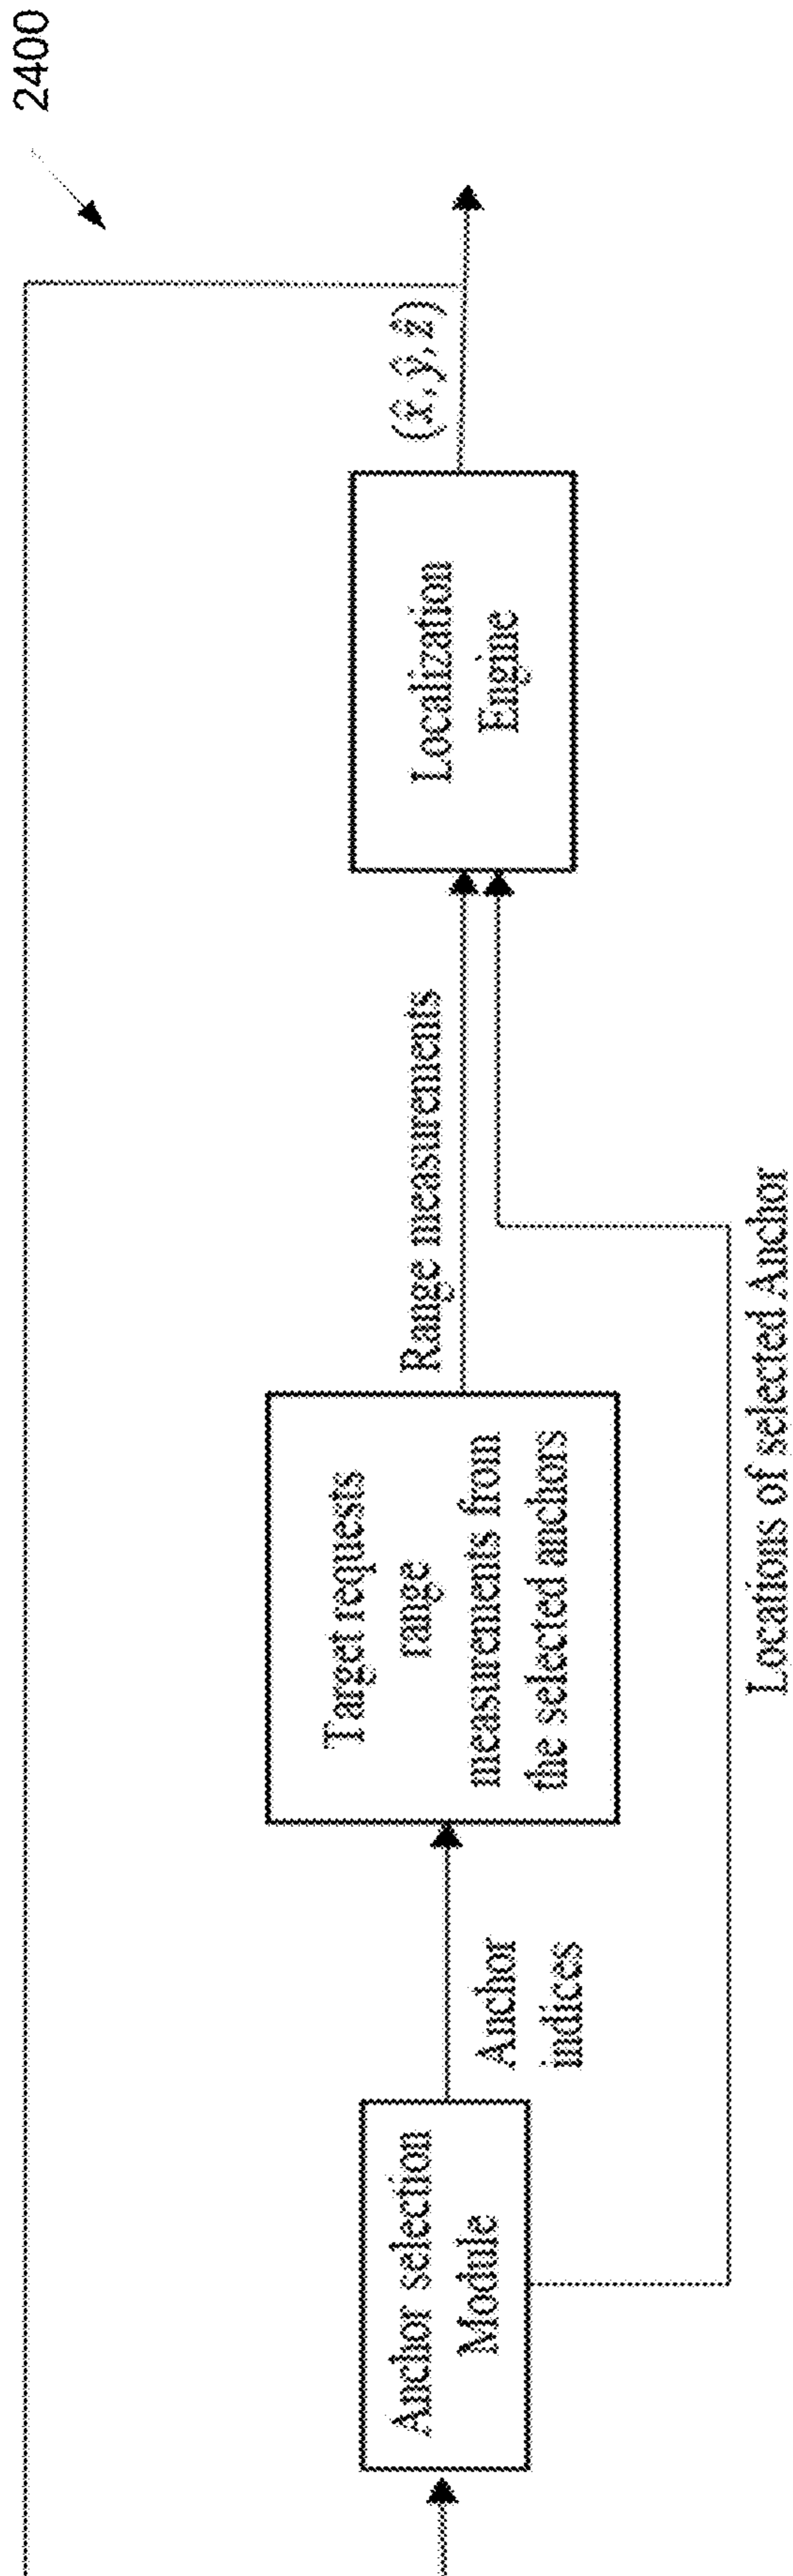 2400
Anchor selection
Module
Anchor
indices
Target requests
range
measurements from
the selected anchors
Range measurements
Locations of selected Anchor
Localization
Engine
(x̂, ŷ, ẑ)